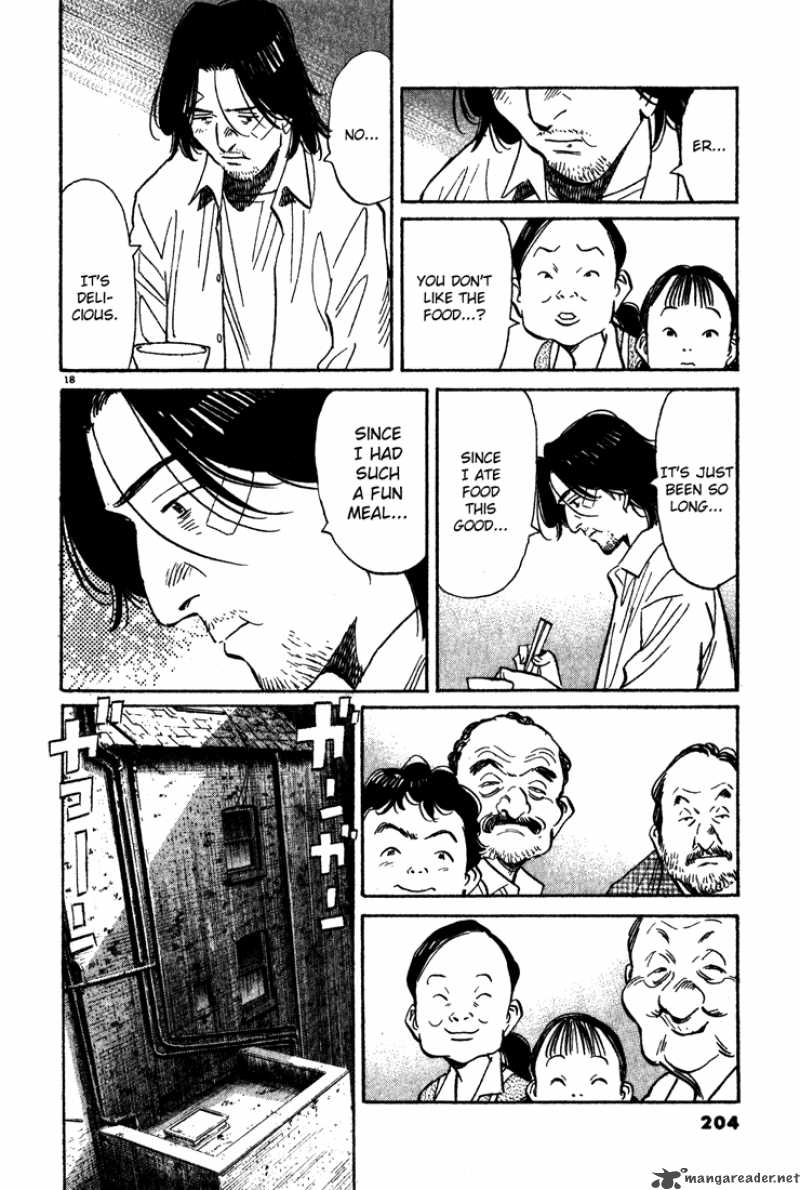 ER...
YOU DON'T
LIKE THE
FOOD...?
NO...
IT'S
DELI-
CIOUS.
18
IT'S JUST
BEEN SO
LONG...
SINCE
I ATE
FOOD
THIS
GOOD...
SINCE
I HAD
SUCH
A FUN
MEAL...
204
mangareader.net